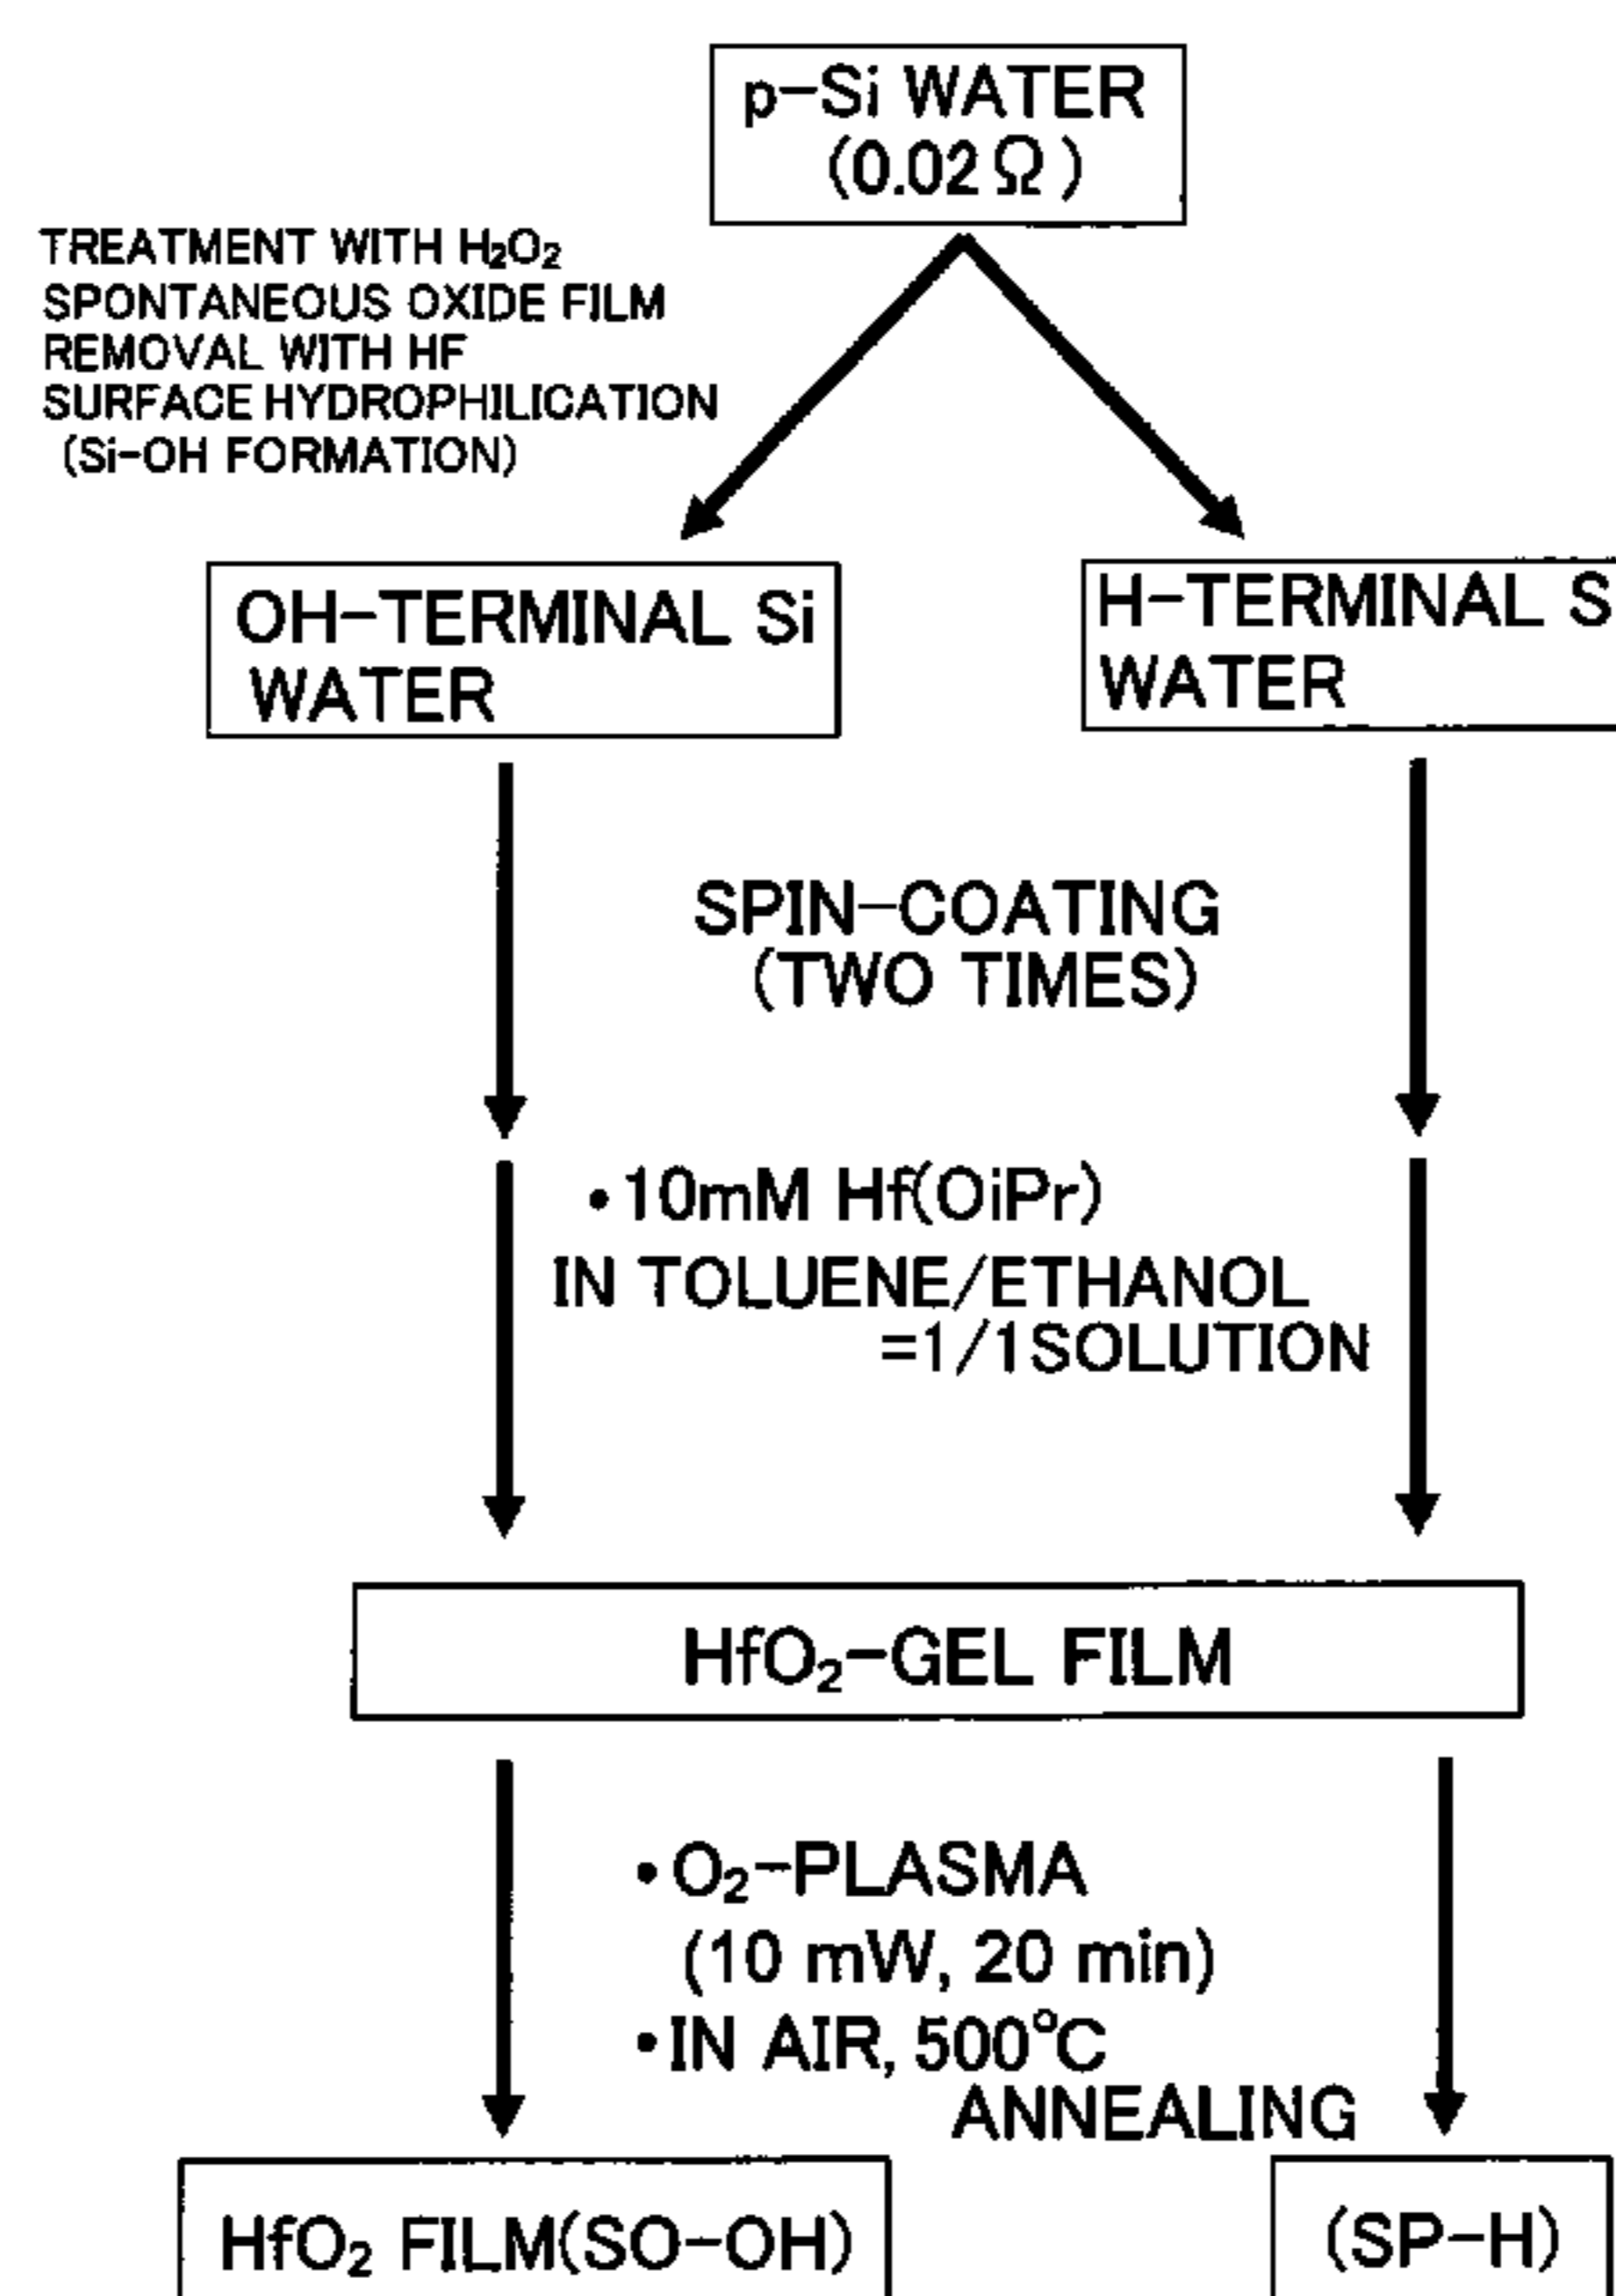 p-Si WATER
(0.02 Ω)
TREATMENT WITH H₂O₂
SPONTANEOUS OXIDE FILM
REMOVAL WITH HF
SURFACE HYDROPHILICATION
(Si-OH FORMATION)
OH-TERMINAL Si
WATER
H-TERMINAL S
WATER
SPIN-COATING
(TWO TIMES)
•10mM Hf(OiPr)
IN TOLUENE/ETHANOL
=1/1SOLUTION
HfO₂-GEL FILM
•O₂-PLASMA
(10 mW, 20 min)
•IN AIR, 500°C
ANNEALING
HfO₂ FILM(SO-OH)
(SP-H)